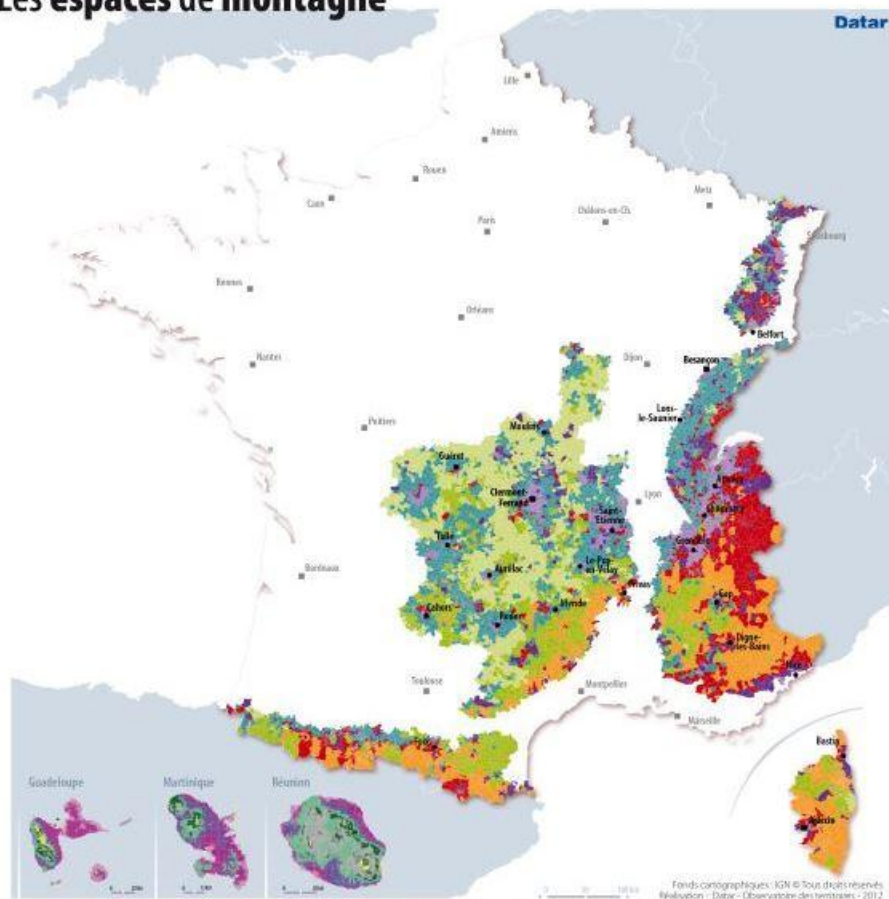 Les espaces de montagne
Datar
Lille
Amiens
Rouen
Caen
Metz
Châlons-en-Ch.
Paris
Strasbourg
Rennes
Orléans
Belfort
Nantes
Dijon
Besançon
Lons-
le-Saunier
Poitiers
Moulins
Guéret
Annecy
Clermont-
Ferrand
Lyon
Chambéry
Saint-
Etienne
Tulle
Grenoble
Le-Puy-
en-Velay
Bordeaux
Aurillac
Privas
Gap
Cahors
Mende
Rodez
Digne-
les-Bains
Nice
Toulouse
Montpellier
Marseille
Foix
Bastia
Guadeloupe
Martinique
Réunion
Ajaccio
Fonds cartographiques : IGN © Tous droits réservés
Réalisation : Datar - Observatoire des territoires - 2012